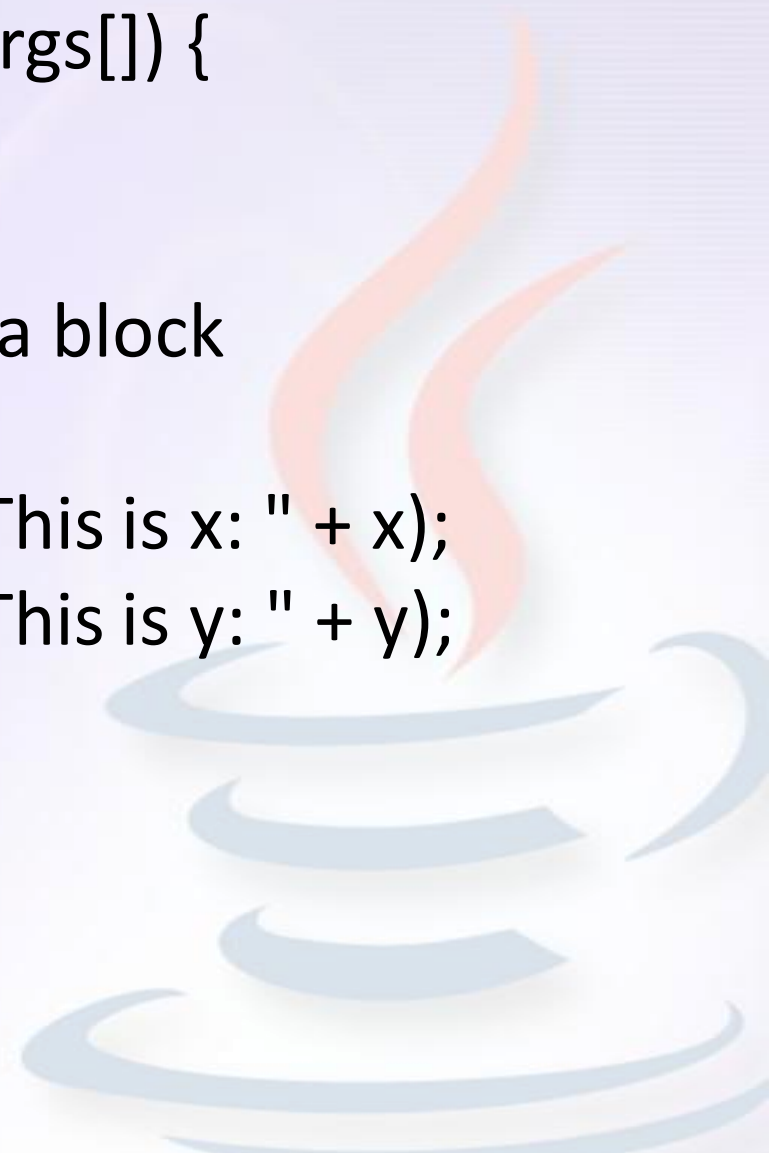 rgs[]) {
a block
This is x: " + x);
This is y: " + y);